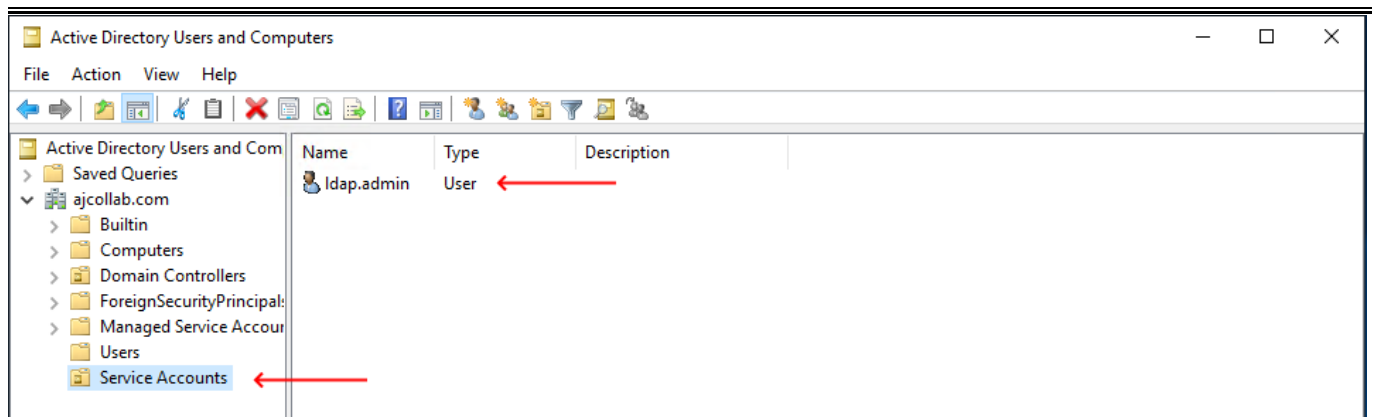 Active Directory Users and Computers
File Action View Help
Active Directory Users and Com
Name Type Description
Saved Queries
ldap.admin User
ajcollab.com
Builtin
Computers
Domain Controllers
ForeignSecurityPrincipals
Managed Service Accour
Users
Service Accounts